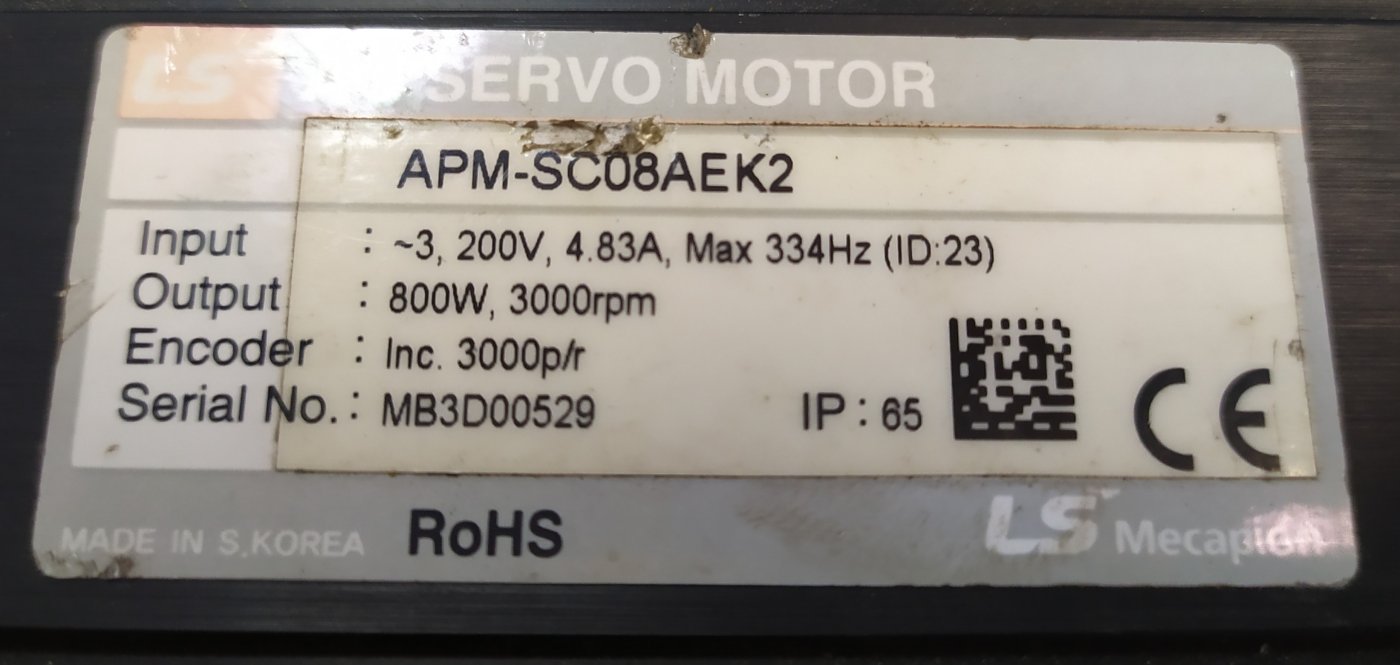 LS SERVO MOTOR
APM-SC08AEK2
Input : ~3, 200V, 4.83A, Max 334Hz (ID:23)
Output : 800W, 3000rpm
Encoder : Inc. 3000p/r
Serial No. : MB3D00529 IP : 65 CE
MADE IN S.KOREA RoHS LS Mecapion